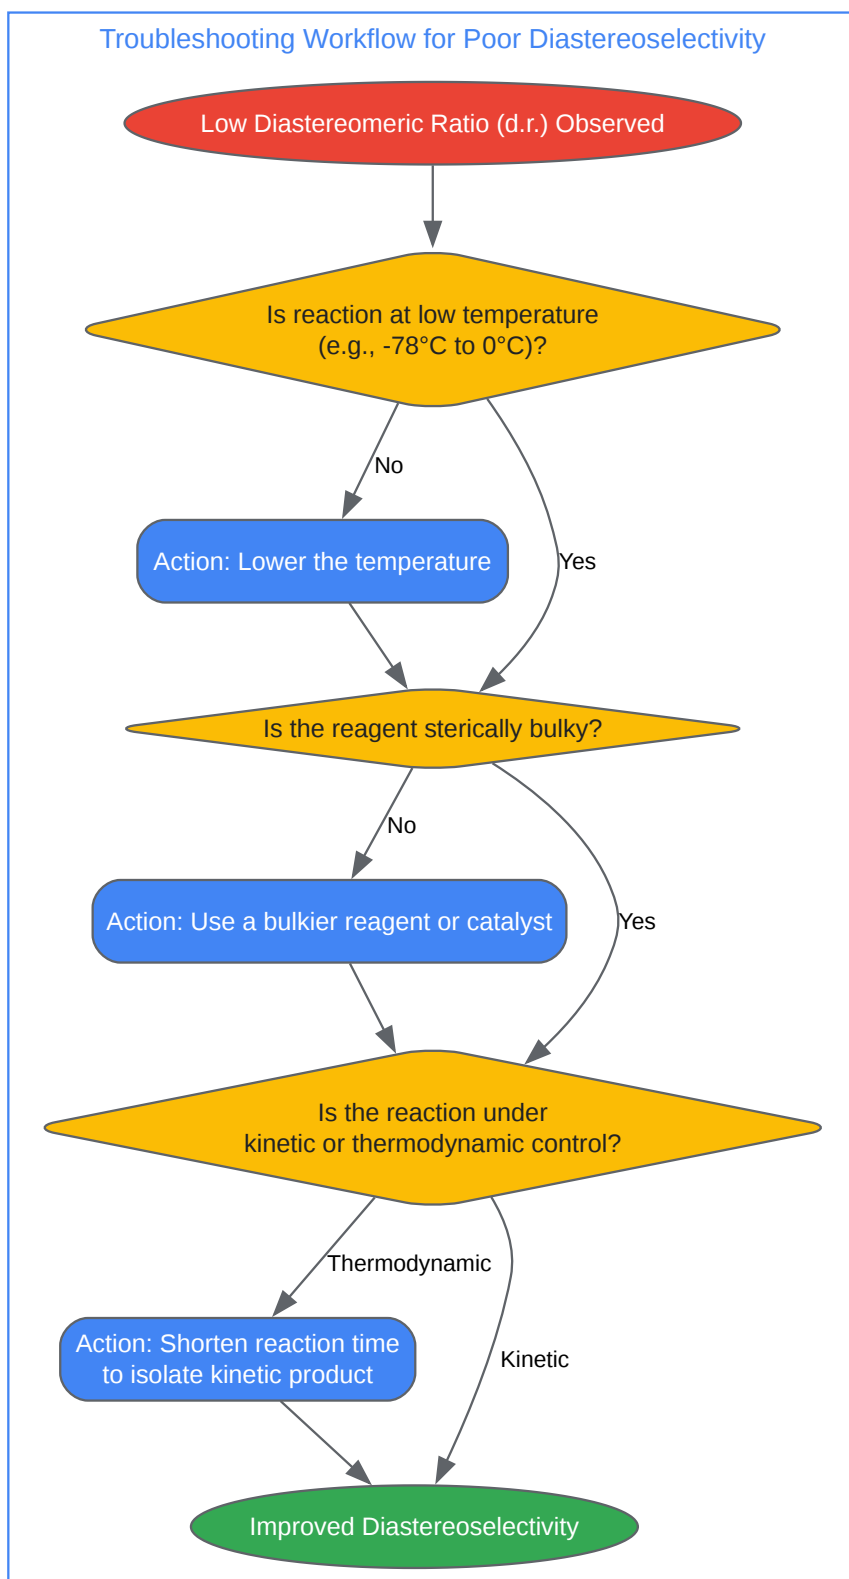 Troubleshooting Workflow for Poor Diastereoselectivity
Low Diastereomeric Ratio (d.r.) Observed
Is reaction at low temperature
(e.g., -78°C to 0°C)?
No
Action: Lower the temperature
Yes
Is the reagent sterically bulky?
No
Action: Use a bulkier reagent or catalyst
Yes
Is the reaction under
kinetic or thermodynamic control?
Thermodynamic
Action: Shorten reaction time
to isolate kinetic product
Kinetic
Improved Diastereoselectivity